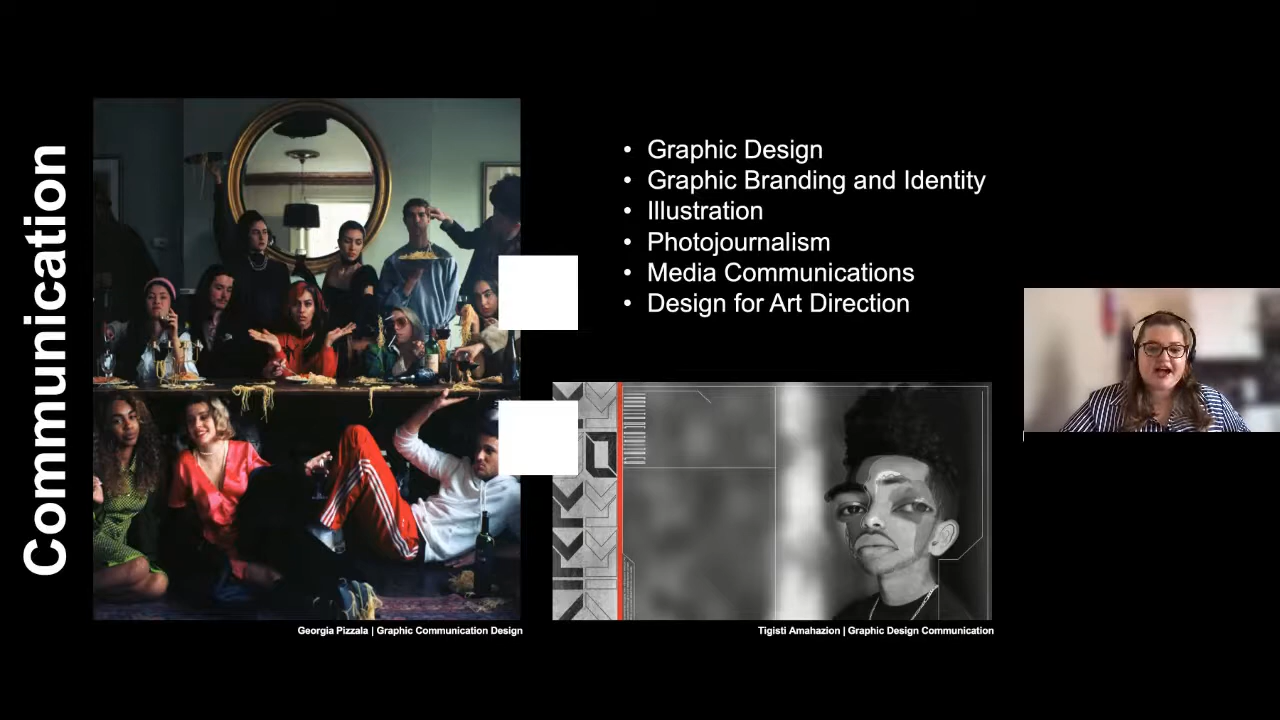 Communication
Graphic Design
Graphic Branding and Identity
Illustration
Photojournalism
Media Communications
Design for Art Direction
Georgia Pizzala | Graphic Communication Design
Tigisti Amahazion | Graphic Design Communication